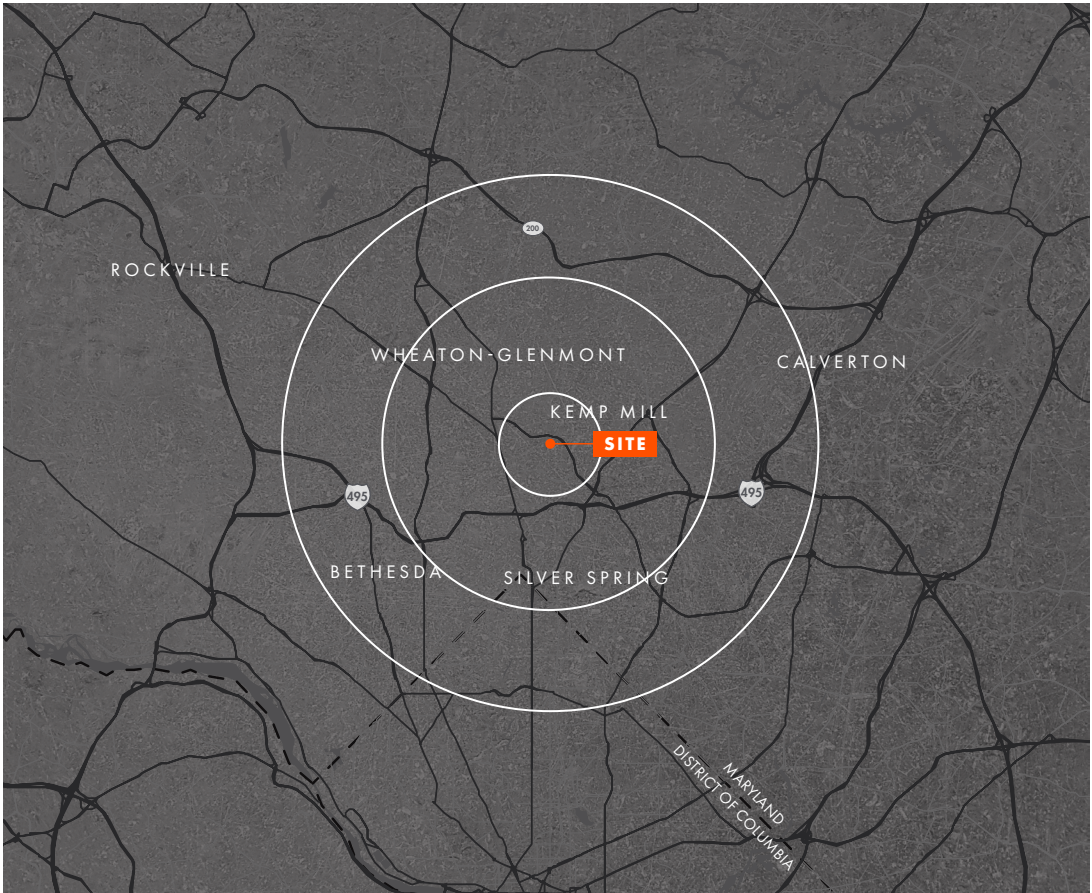 200
ROCKVILLE
WHEATON-GLENMONT
CALVERTON
KEMP MILL
SITE
495
495
BETHESDA
SILVER SPRING
MARYLAND
DISTRICT OF COLUMBIA